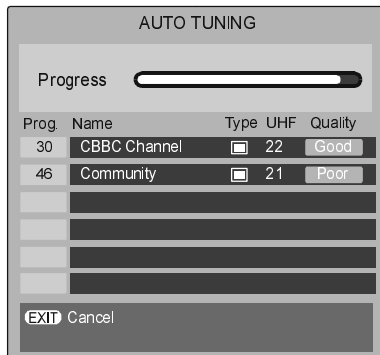 AUTO TUNING
Progress
Prog. Name Type UHF Quality
30 CBBC Channel 22 Good
46 Community 21 Poor
EXIT Cancel